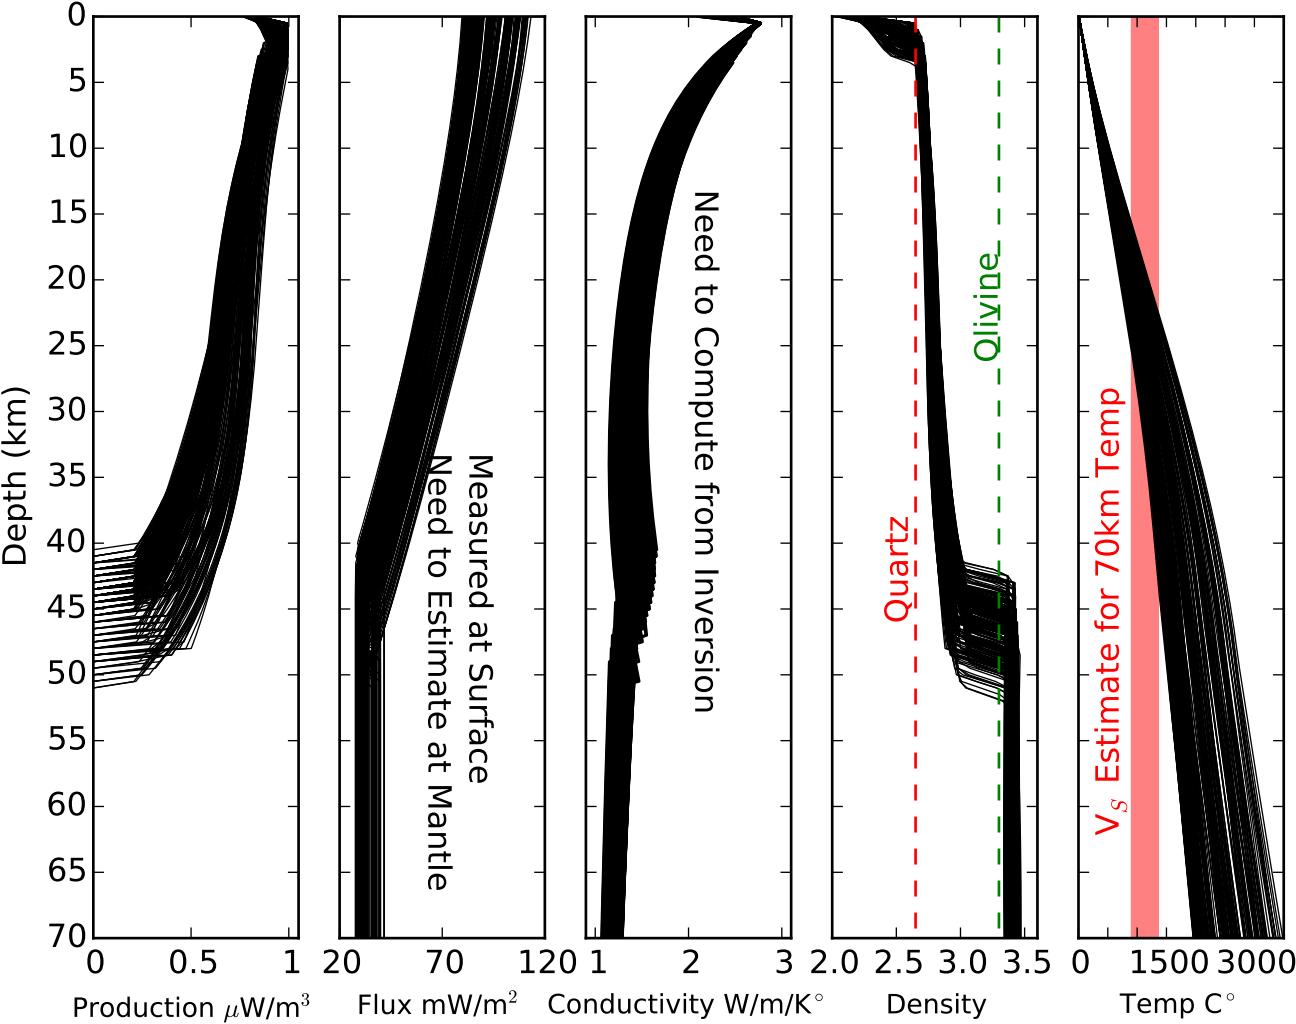 0
5
10
15
20
25
30
35
40
45
50
55
60
65
70
Depth (km)
0 0.5 1
Production μW/m³
20 70 120
Flux mW/m²
Measured at Surface
Need to Estimate at Mantle
1 2 3
Conductivity W/m/K°
Need to Compute from Inversion
2.0 2.5 3.0 3.5
Density
Quartz
Olivine
0 1500 3000
Temp C°
V_S Estimate for 70km Temp